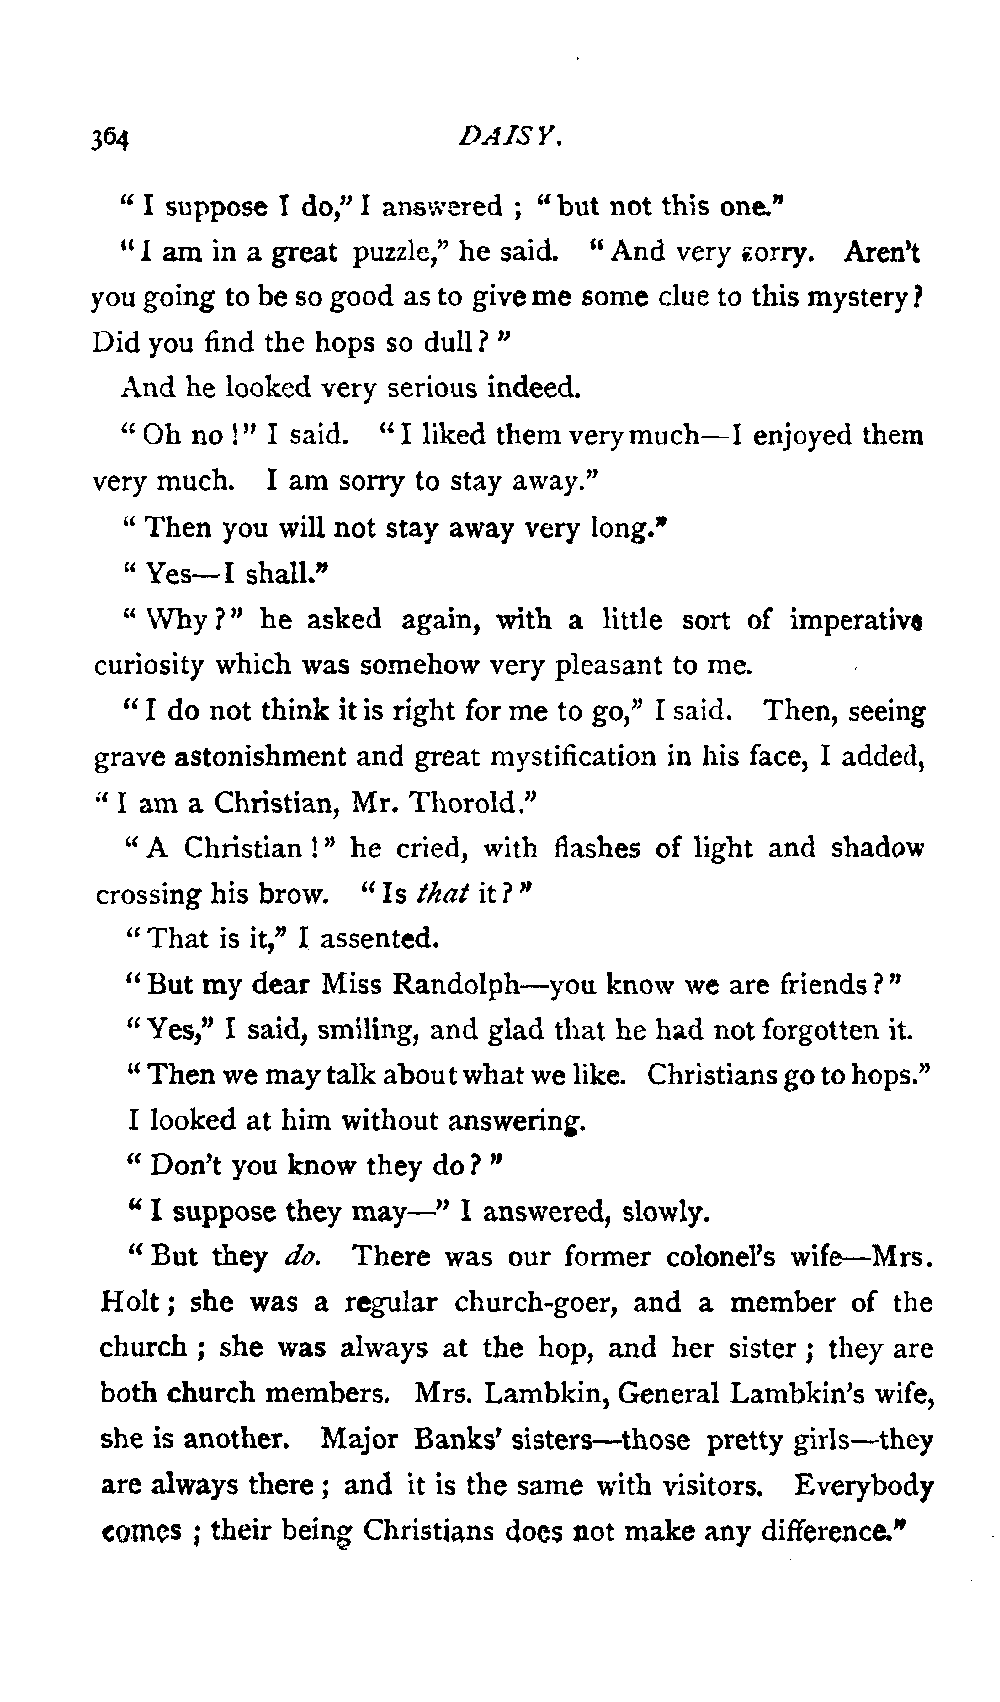 364 DAISY.
“ I suppose I do,” I answered ; “ but not this one.”
“ I am in a great puzzle,” he said. “ And very sorry. Aren’t
you going to be so good as to give me some clue to this mystery ?
Did you find the hops so dull ? ”
And he looked very serious indeed.
“ Oh no !” I said. “ I liked them very much—I enjoyed them
very much. I am sorry to stay away.”
“ Then you will not stay away very long.”
“ Yes—I shall.”
“ Why ?” he asked again, with a little sort of imperative
curiosity which was somehow very pleasant to me.
“ I do not think it is right for me to go,” I said. Then, seeing
grave astonishment and great mystification in his face, I added,
“ I am a Christian, Mr. Thorold.”
“ A Christian !” he cried, with flashes of light and shadow
crossing his brow. “ Is that it ? ”
“ That is it,” I assented.
“ But my dear Miss Randolph—you know we are friends ? ”
“ Yes,” I said, smiling, and glad that he had not forgotten it.
“ Then we may talk about what we like. Christians go to hops.”
I looked at him without answering.
“ Don’t you know they do ? ”
“ I suppose they may—” I answered, slowly.
“ But they do. There was our former colonel’s wife—Mrs.
Holt ; she was a regular church-goer, and a member of the
church ; she was always at the hop, and her sister ; they are
both church members. Mrs. Lambkin, General Lambkin’s wife,
she is another. Major Banks’ sisters—those pretty girls—they
are always there ; and it is the same with visitors. Everybody
comes ; their being Christians does not make any difference.”